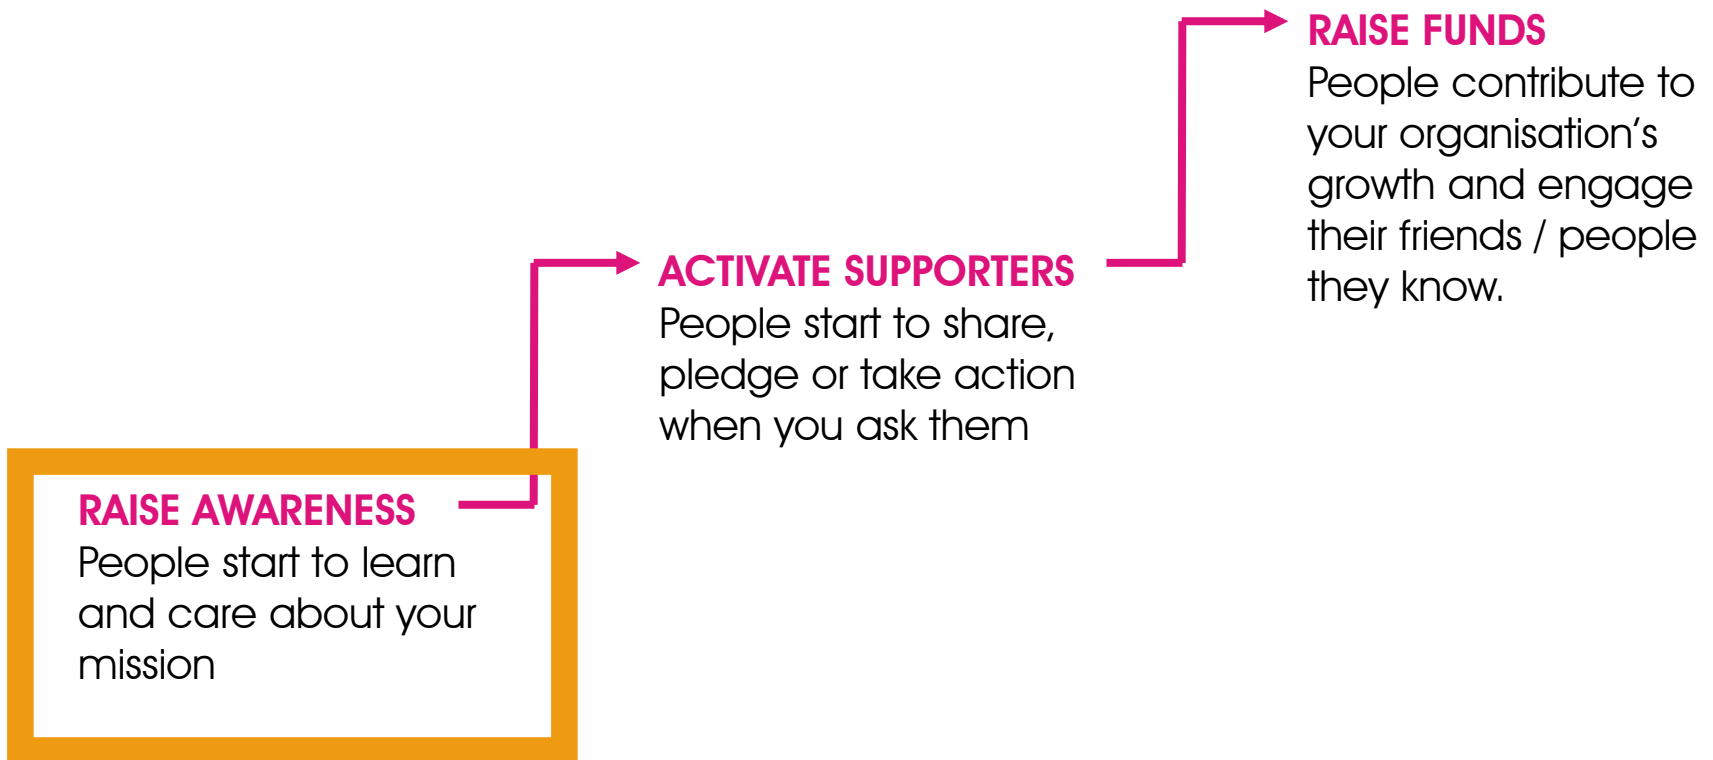 RAISE AWARENESS
People start to learn
and care about your
mission
ACTIVATE SUPPORTERS
People start to share,
pledge or take action
when you ask them
RAISE FUNDS
People contribute to
your organisation’s
growth and engage
their friends / people
they know.